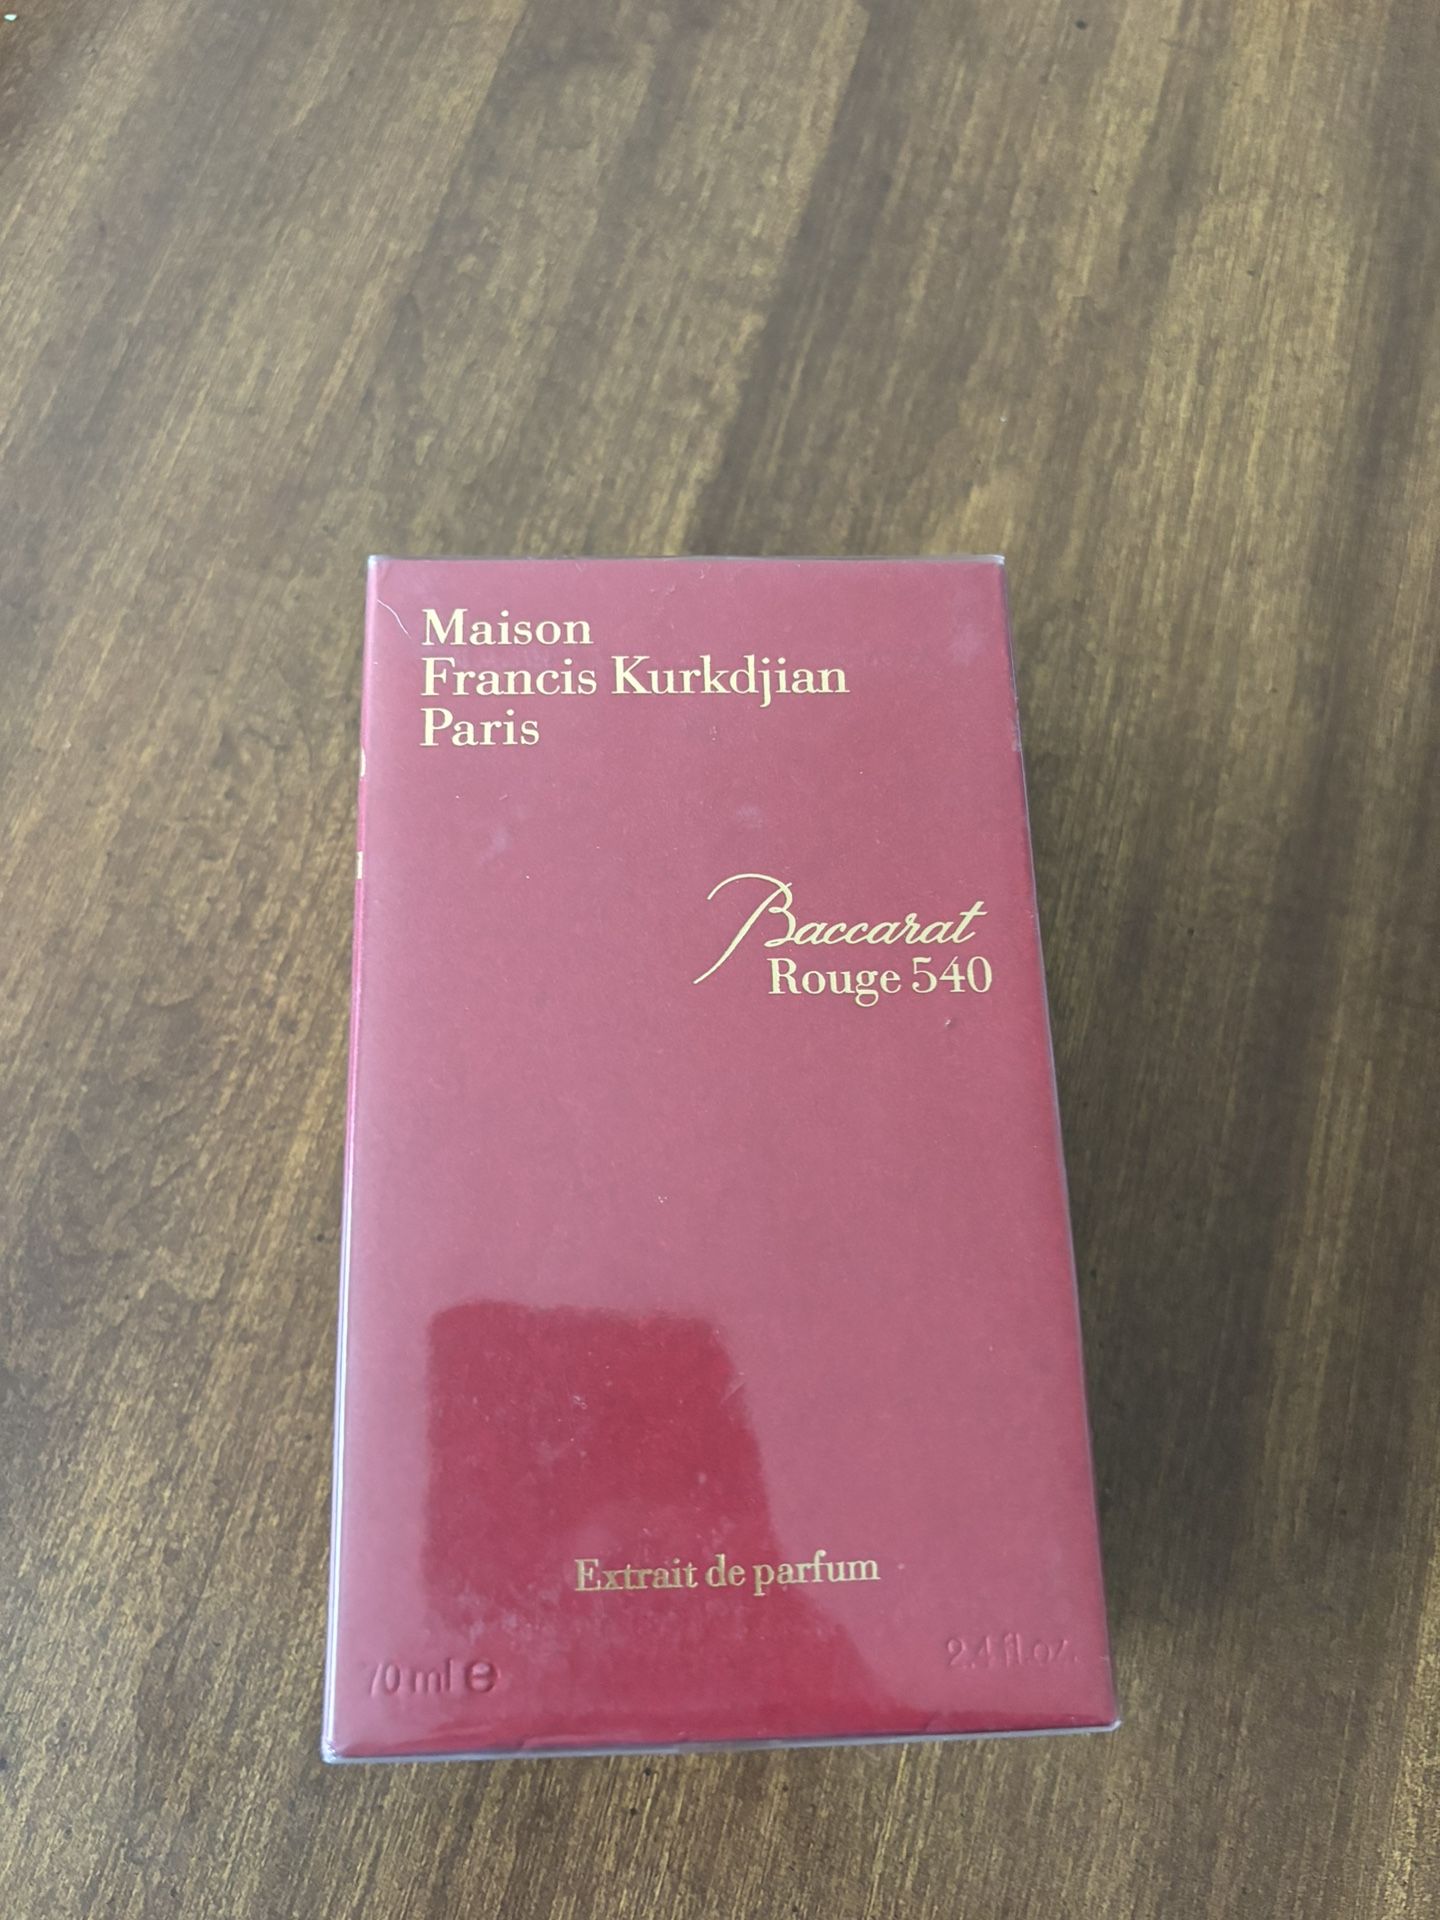 Maison
Francis Kurkdjian
Paris
Baccarat
Rouge 540
Extrait de parfum
70 ml ℮
2.4 fl.oz.